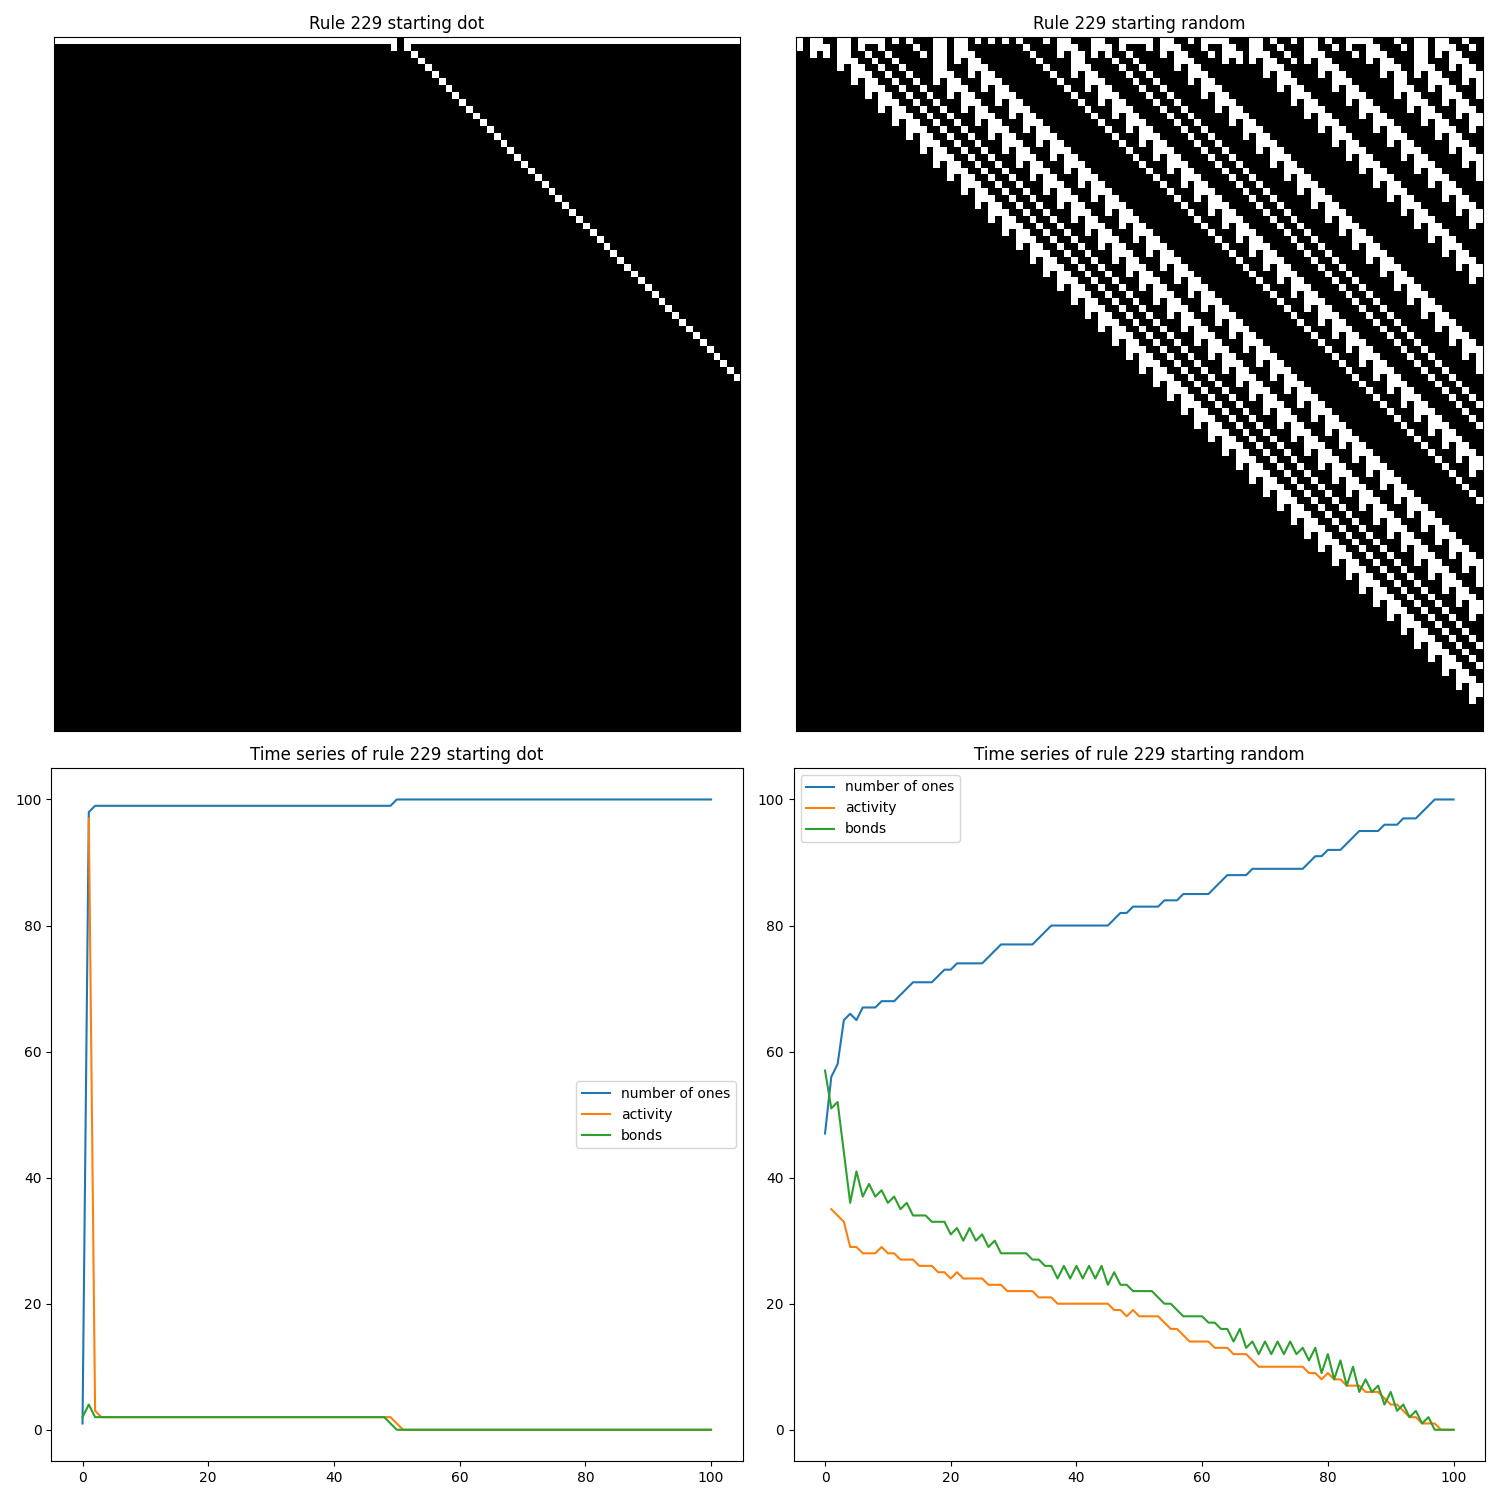 Rule 229 starting dot
Rule 229 starting random
Time series of rule 229 starting dot
100
80
60
40
20
0
number of ones
activity
bonds
0
20
40
60
80
100
Time series of rule 229 starting random
100
80
60
40
20
0
number of ones
activity
bonds
0
20
40
60
80
100